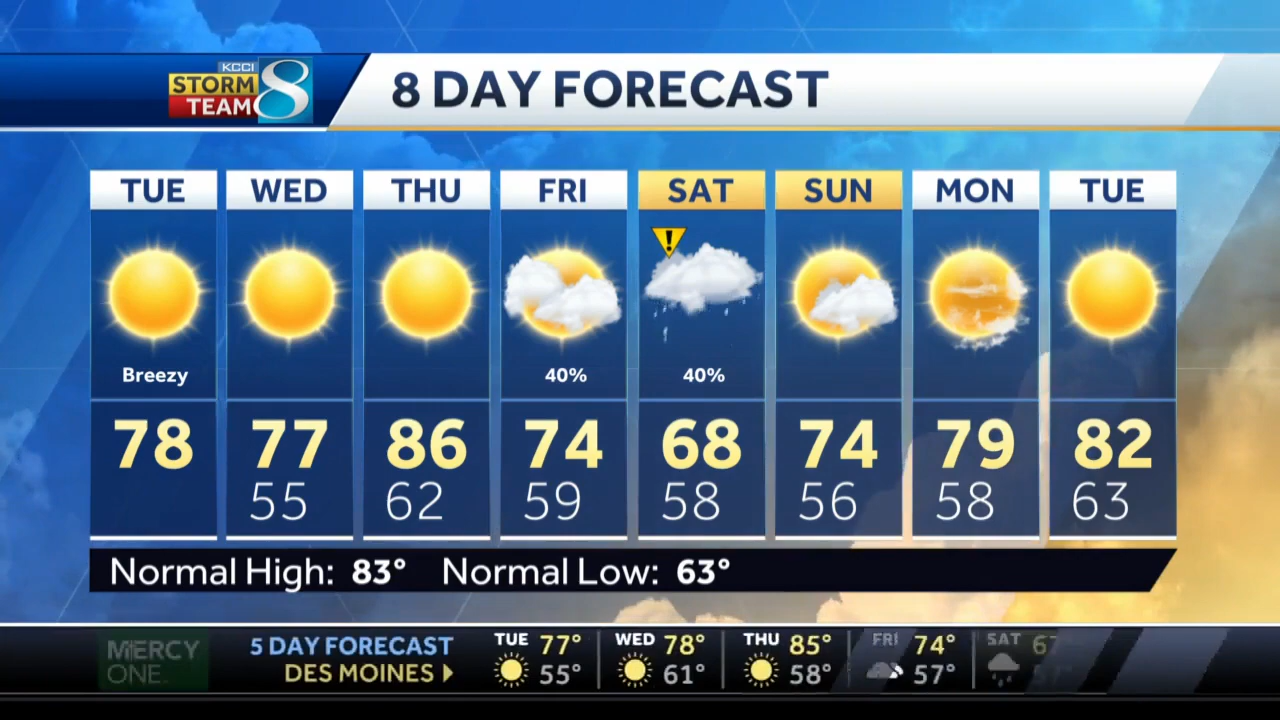 KCCI
STORM
TEAM 8
8 DAY FORECAST
TUE WED THU FRI SAT SUN MON TUE
!
Breezy 40% 40%
78 77 86 74 68 74 79 82
55 62 59 58 56 58 63
Normal High: 83° Normal Low: 63°
MERCY
ONE
5 DAY FORECAST
DES MOINES
TUE 77° WED 78° THU 85° FRI 74° SAT 67
55° 61° 58° 57°